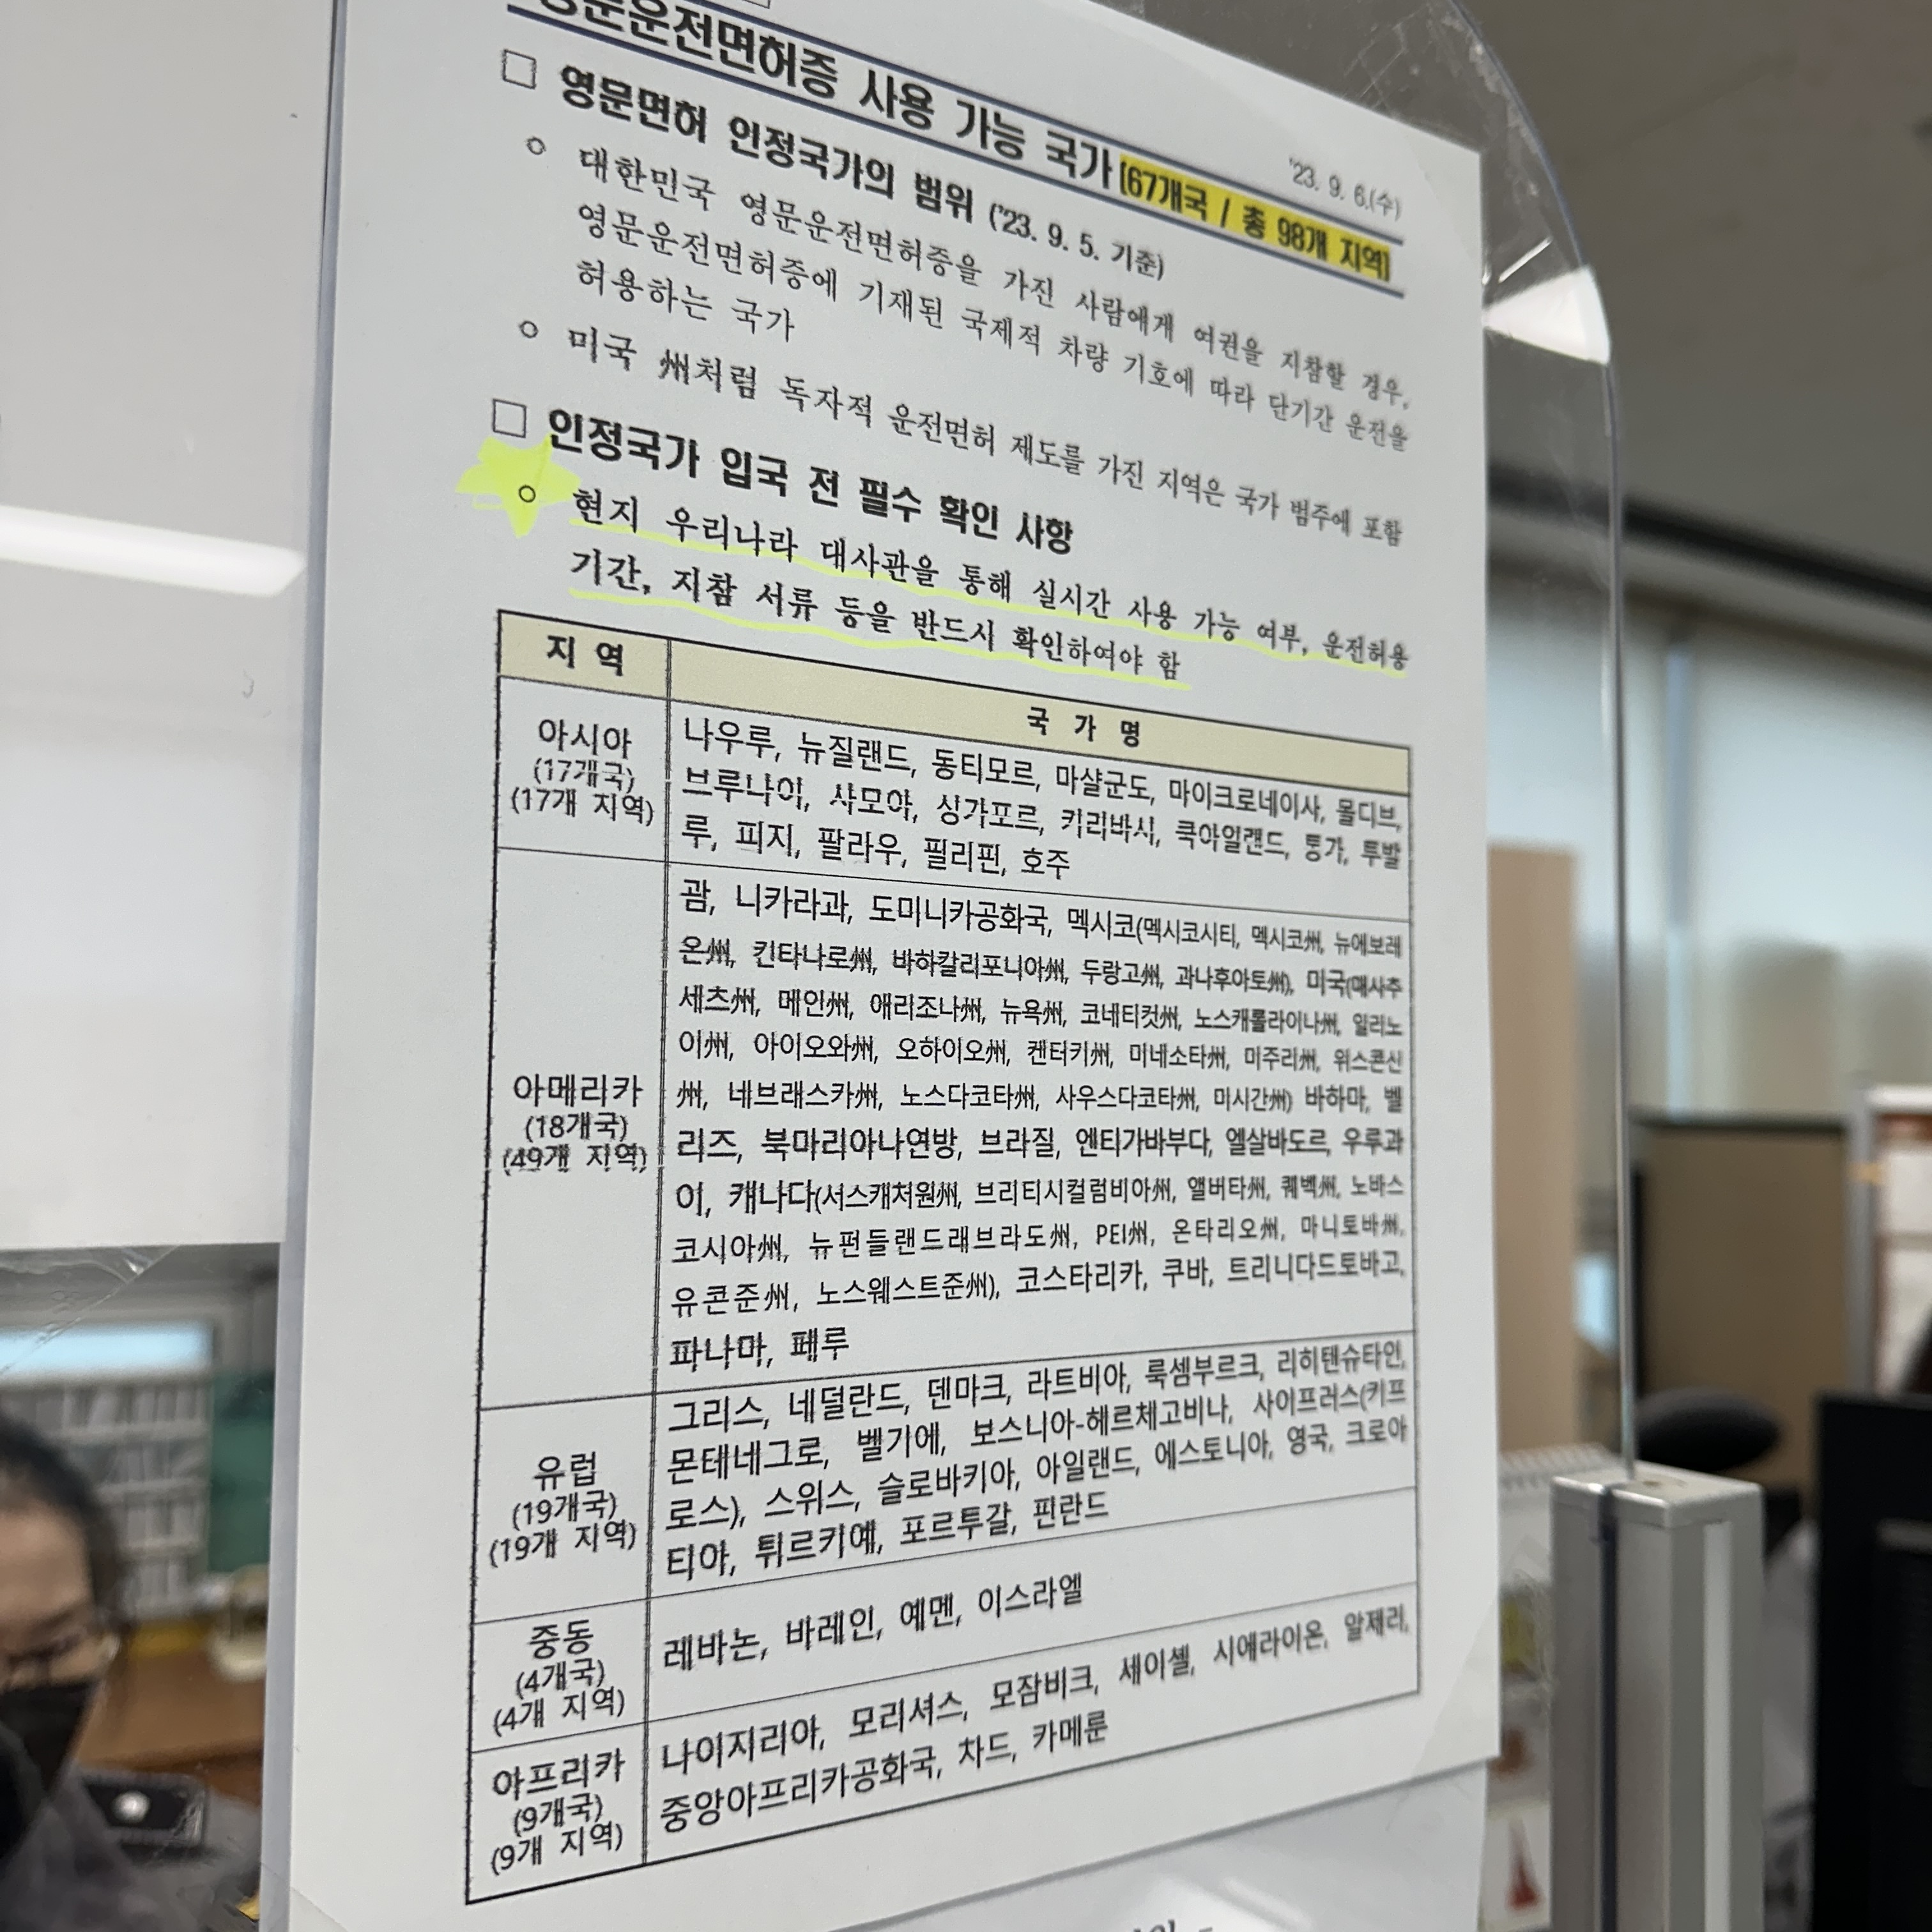 영문운전면허증 사용 가능 국가(67개국 / 총 98개 지역)
'23. 9. 6.(수)
□ 영문면허 인정국가의 범위 ('23. 9. 5. 기준)
○ 대한민국 영문운전면허증을 가진 사람에게 여권을 지참할 경우,
영문운전면허증에 기재된 국제적 차량 기호에 따라 단기간 운전을
허용하는 국가
○ 미국 州처럼 독자적 운전면허 제도를 가진 지역은 국가 범주에 포함
□ 인정국가 입국 전 필수 확인 사항
○ 현지 우리나라 대사관을 통해 실시간 사용 가능 여부, 운전허용
기간, 지참 서류 등을 반드시 확인하여야 함
지 역
국 가 명
아시아
(17개국)
(17개 지역)
나우루, 뉴질랜드, 동티모르, 마샬군도, 마이크로네이사, 몰디브,
브루나이, 사모아, 싱가포르, 키리바시, 쿡아일랜드, 통가, 투발
루, 피지, 팔라우, 필리핀, 호주
아메리카
(18개국)
(49개 지역)
괌, 니카라과, 도미니카공화국, 멕시코(멕시코시티, 멕시코州, 뉴에보레
온州, 킨타나로州, 바하칼리포니아州, 두랑고州, 과나후아토州), 미국(매사추
세츠州, 메인州, 애리조나州, 뉴욕州, 코네티컷州, 노스캐롤라이나州, 일리노
이州, 아이오와州, 오하이오州, 켄터키州, 미네소타州, 미주리州, 위스콘신
州, 네브래스카州, 노스다코타州, 사우스다코타州, 미시간州) 바하마, 벨
리즈, 북마리아나연방, 브라질, 엔티가바부다, 엘살바도르, 우루과
이, 캐나다(서스캐처원州, 브리티시컬럼비아州, 앨버타州, 퀘벡州, 노바스
코시아州, 뉴펀들랜드래브라도州, PEI州, 온타리오州, 마니토바州,
유콘준州, 노스웨스트준州), 코스타리카, 쿠바, 트리니다드토바고,
파나마, 페루
유럽
(19개국)
(19개 지역)
그리스, 네덜란드, 덴마크, 라트비아, 룩셈부르크, 리히텐슈타인,
몬테네그로, 벨기에, 보스니아-헤르체고비나, 사이프러스(키프
로스), 스위스, 슬로바키아, 아일랜드, 에스토니아, 영국, 크로아
티아, 튀르키예, 포르투갈, 핀란드
중동
(4개국)
(4개 지역)
레바논, 바레인, 예멘, 이스라엘
아프리카
(9개국)
(9개 지역)
나이지리아, 모리셔스, 모잠비크, 세이셸, 시에라이온, 알제리,
중앙아프리카공화국, 차드, 카메룬